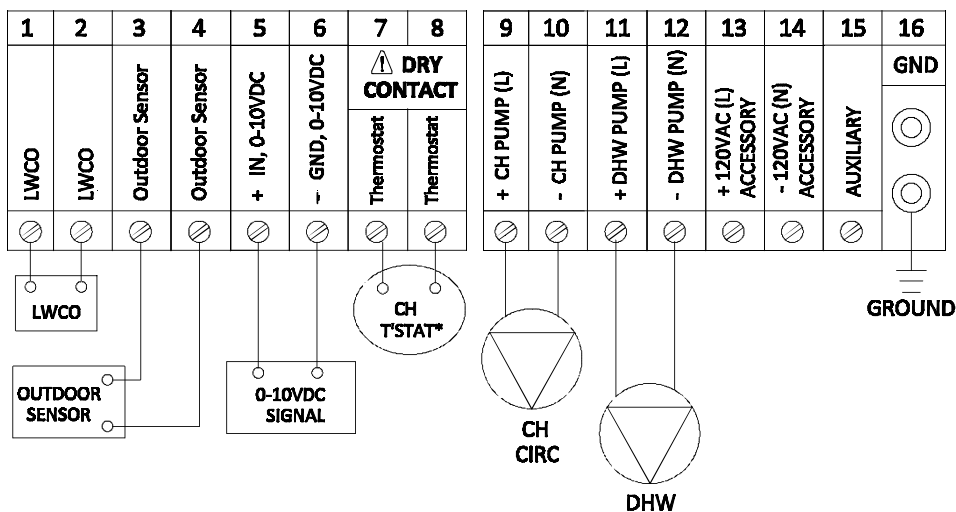 1 2 3 4 5 6 7 8 9 10 11 12 13 14 15 16
LWCO
LWCO
Outdoor Sensor
Outdoor Sensor
+ IN, 0-10VDC
- GND, 0-10VDC
DRY
CONTACT
Thermostat
Thermostat
+ CH PUMP (L)
- CH PUMP (N)
+ DHW PUMP (L)
- DHW PUMP (N)
+ 120VAC (L)
ACCESSORY
- 120VAC (N)
ACCESSORY
AUXILIARY
GND
LWCO
OUTDOOR
SENSOR
0-10VDC
SIGNAL
CH
T'STAT*
CH
CIRC
DHW
GROUND